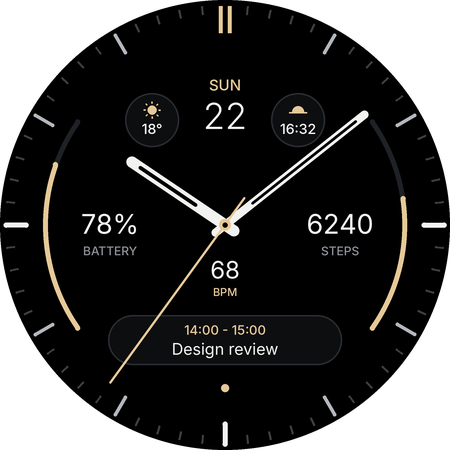 SUN
22
18°
16:32
78%
BATTERY
6240
STEPS
68
BPM
14:00 - 15:00
Design review